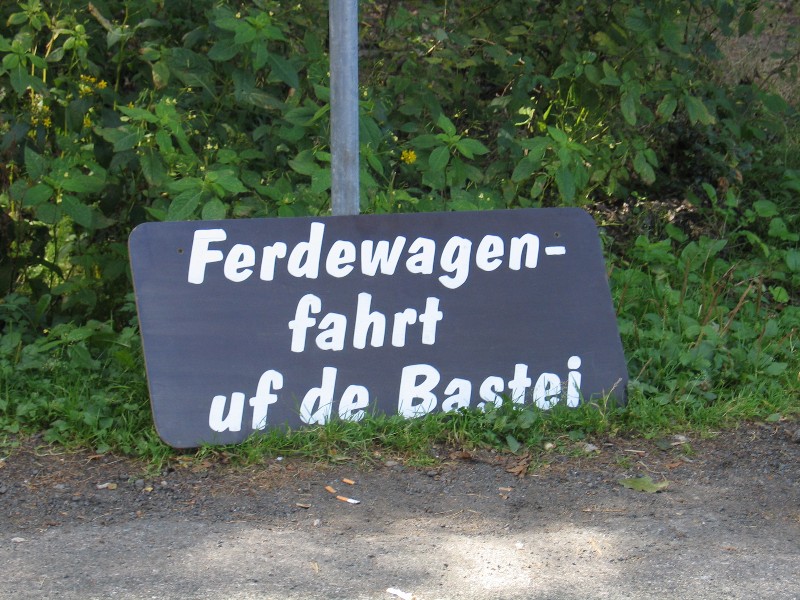 Ferdewagen-
fahrt
uf de Bastei